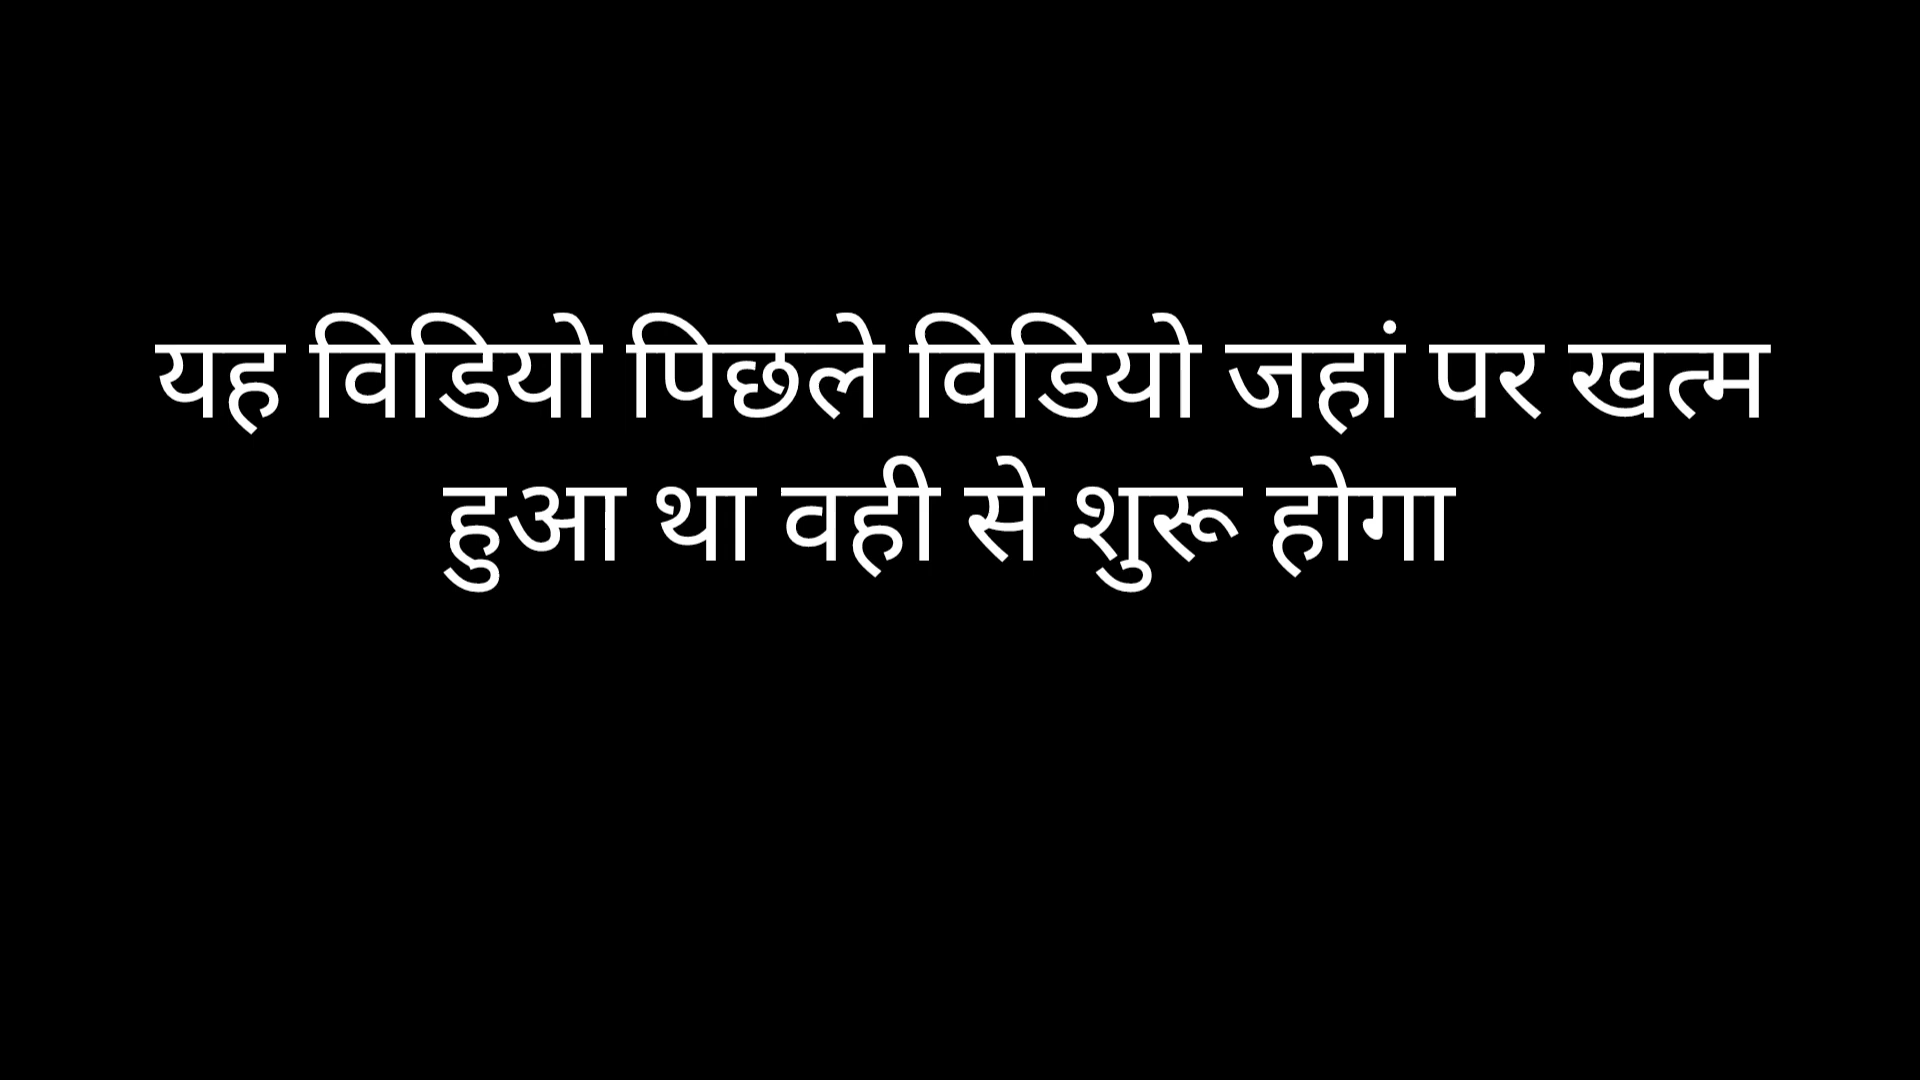 यह विडियो पिछले विडियो जहां पर खत्म
हुआ था वही से शुरू होगा